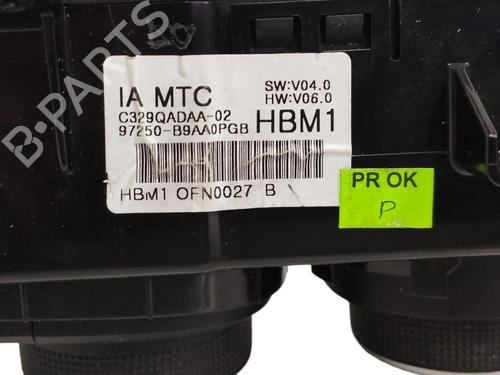 IA MTC
SW:V04.0
HW:V06.0
C329QADAA-02
97250-B9AA0PGB
HBM1
HBM1 OFN0027 B
PR OK
P
B-PARTS